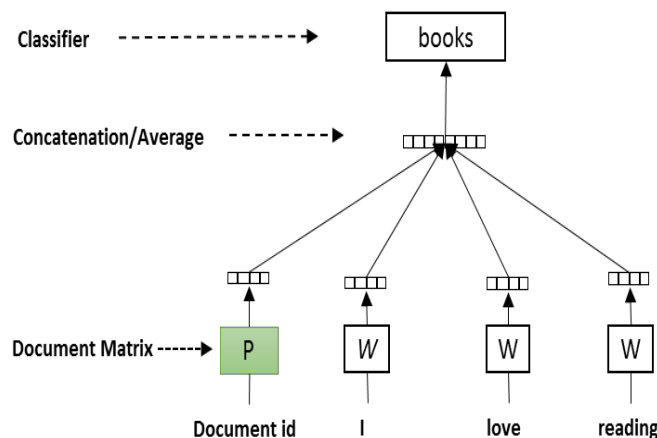 Classifier
books
Concatenation/Average
Document Matrix
P
W
W
W
Document id
I
love
reading